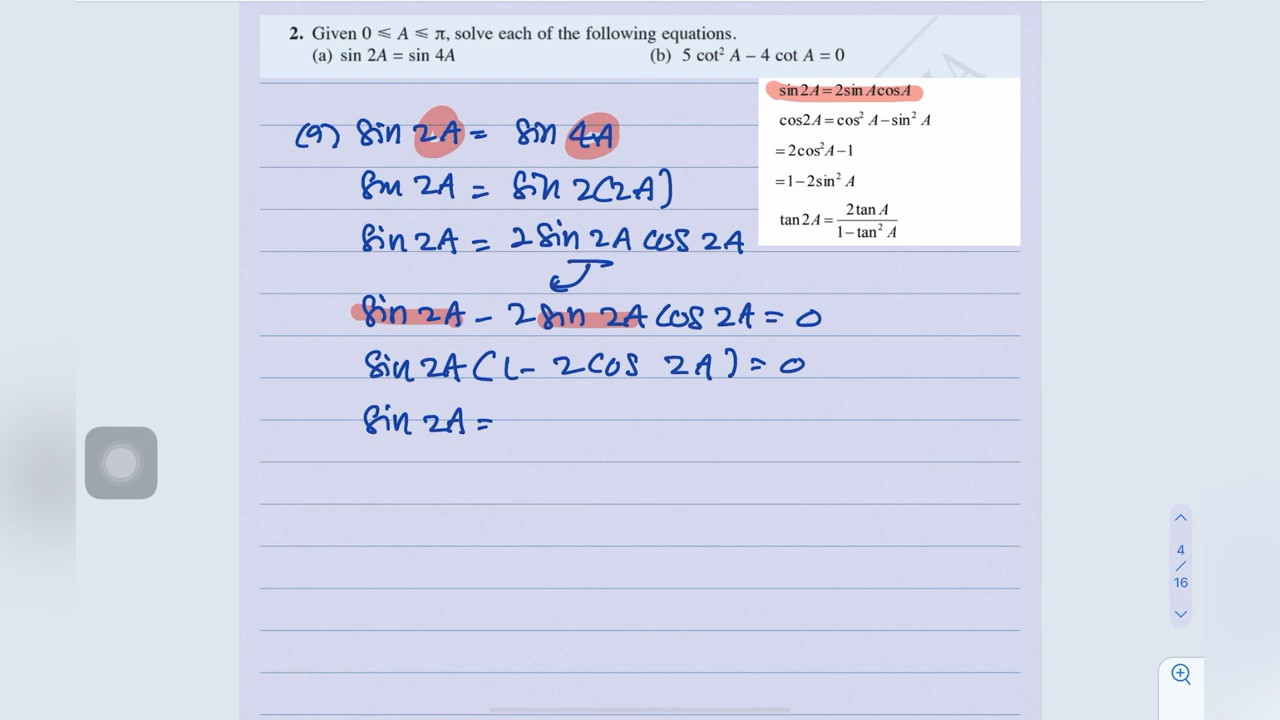 2. Given 0 ⩽ A ⩽ π, solve each of the following equations.
(a) sin 2A = sin 4A (b) 5 cot² A – 4 cot A = 0
sin 2A = 2sin A cos A
cos2A = cos² A – sin² A
= 2cos² A – 1
= 1 – 2sin² A
tan 2A = 2 tan A / 1 – tan² A
(a) sin 2A = sin 4A
sin 2A = sin 2(2A)
sin 2A = 2 sin 2A cos 2A
sin 2A – 2 sin 2A cos 2A = 0
sin 2A (1 – 2 cos 2A) = 0
sin 2A =
4
/
16